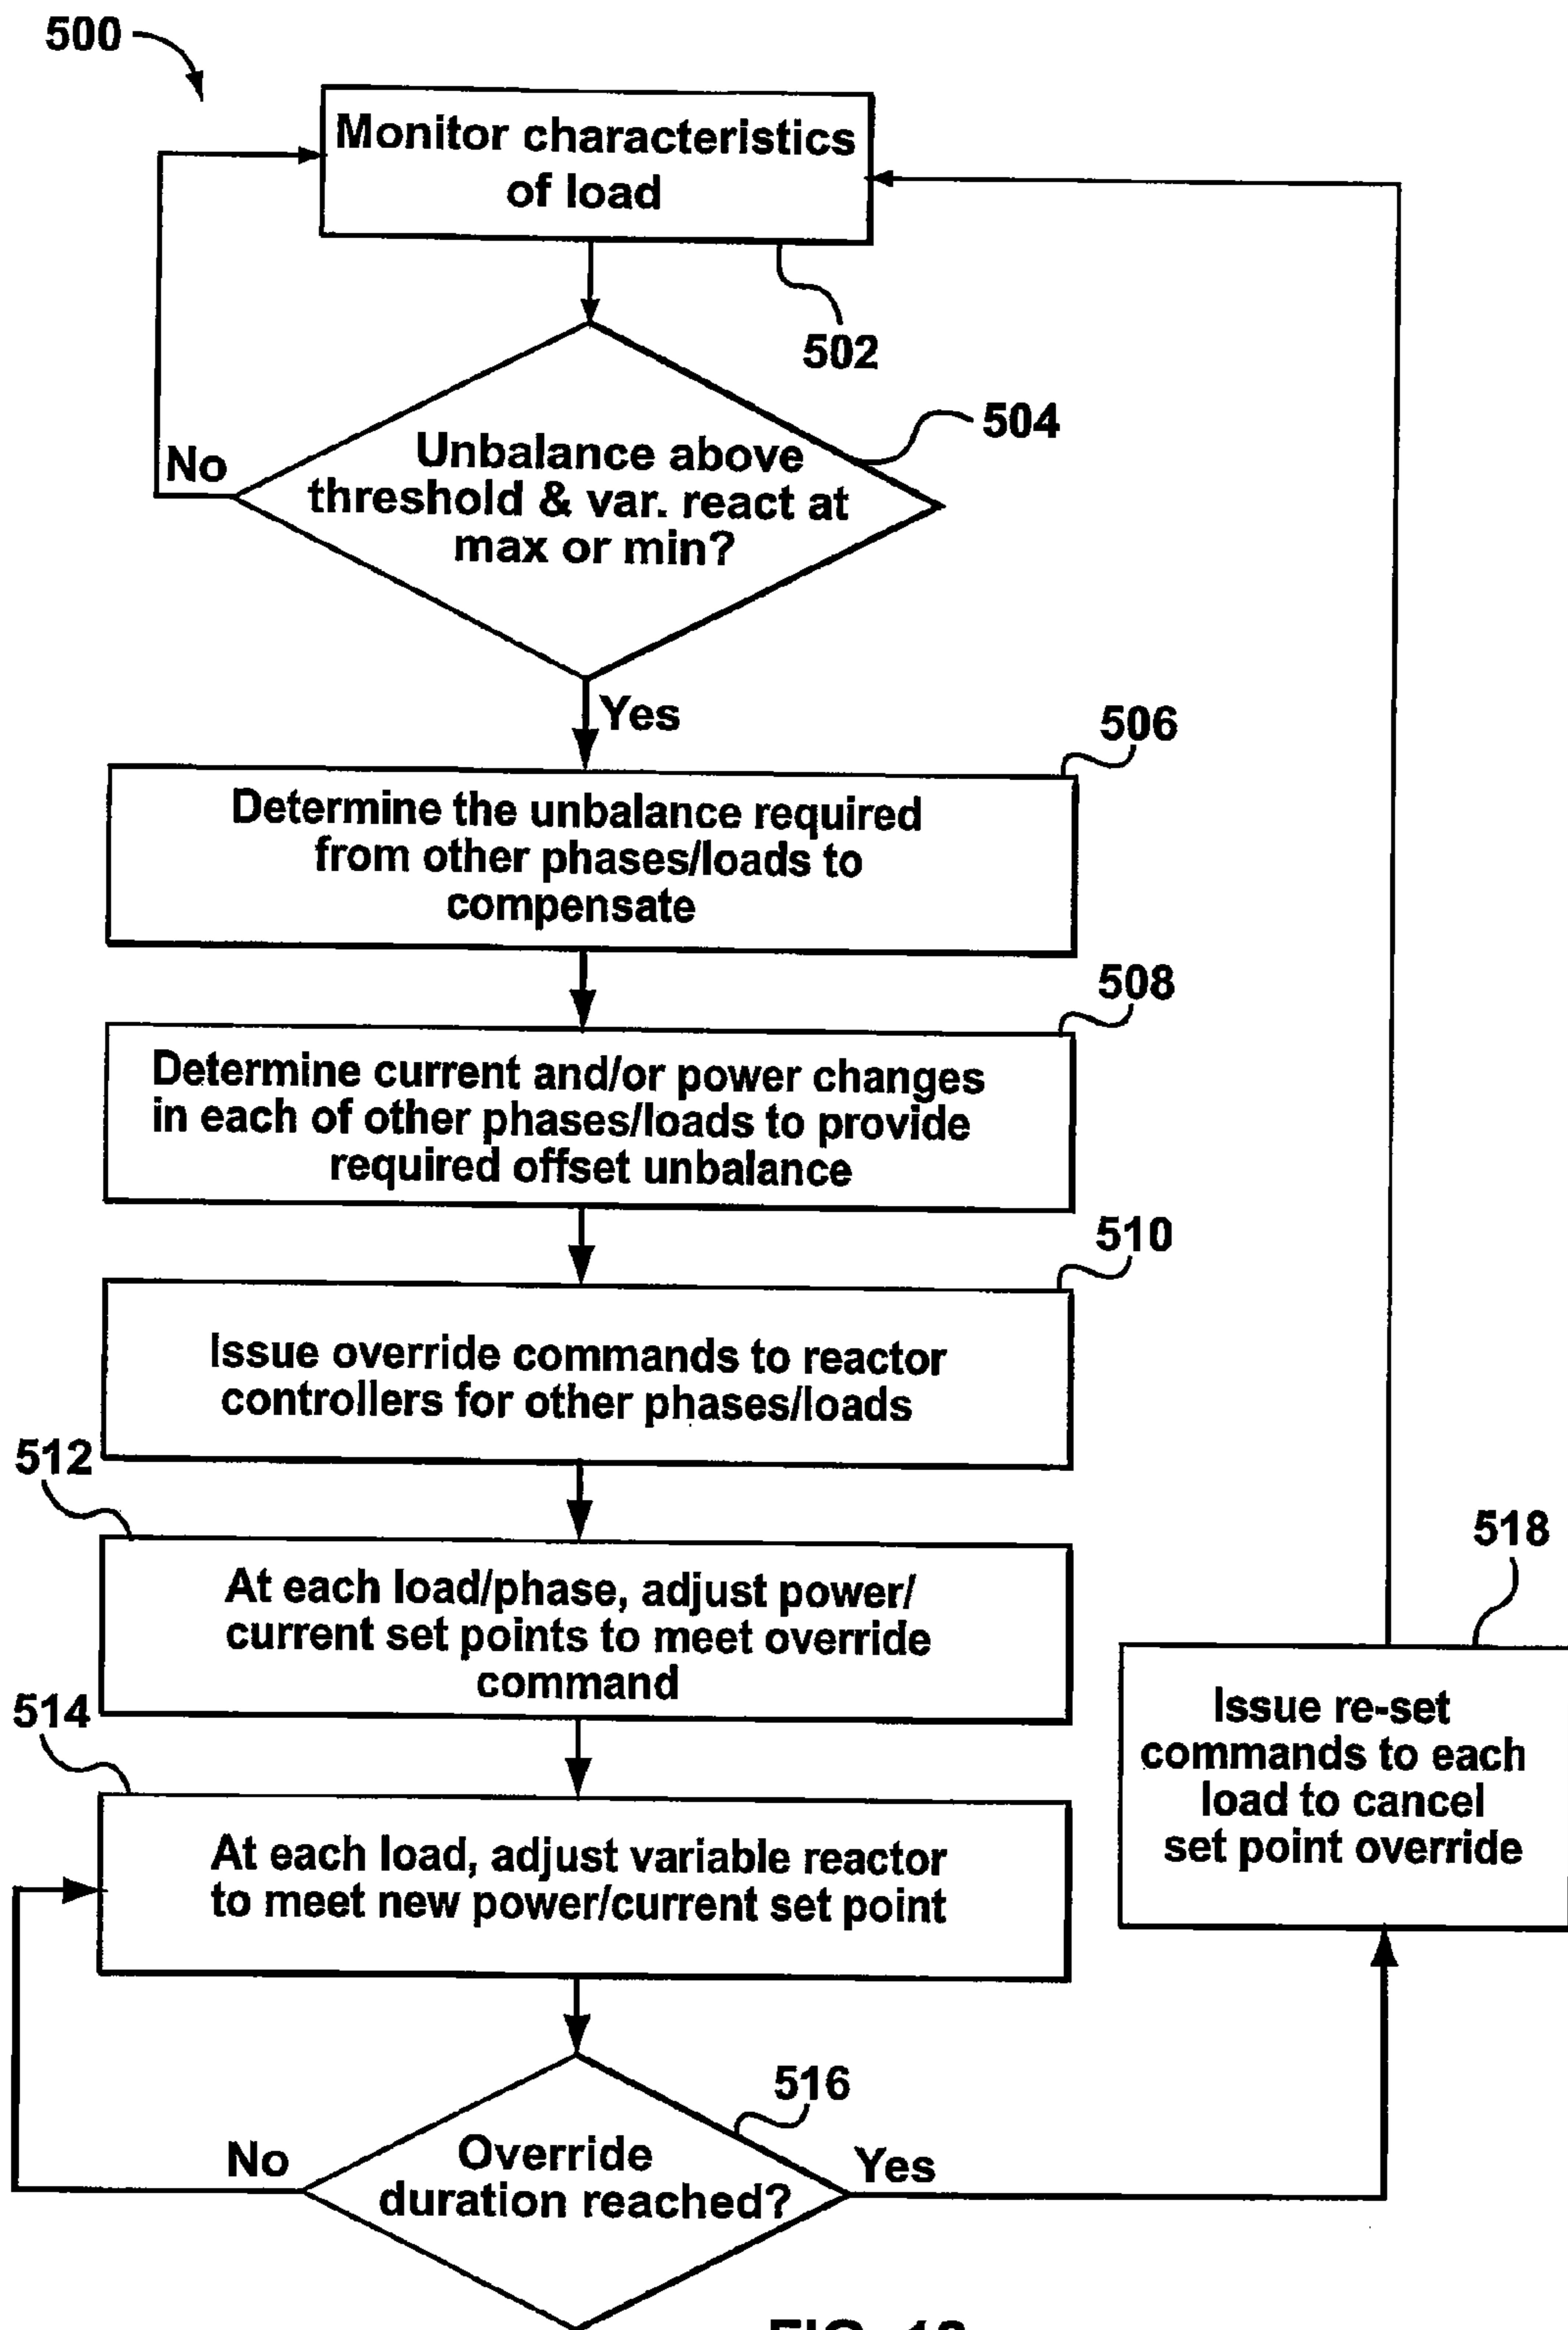 500
Monitor characteristics
of load
502
504
Unbalance above
threshold & var. react at
max or min?
No
Yes
506
Determine the unbalance required
from other phases/loads to
compensate
508
Determine current and/or power changes
in each of other phases/loads to provide
required offset unbalance
510
Issue override commands to reactor
controllers for other phases/loads
512
At each load/phase, adjust power/
current set points to meet override
command
514
At each load, adjust variable reactor
to meet new power/current set point
518
Issue re-set
commands to each
load to cancel
set point override
516
Override
duration reached?
No
Yes